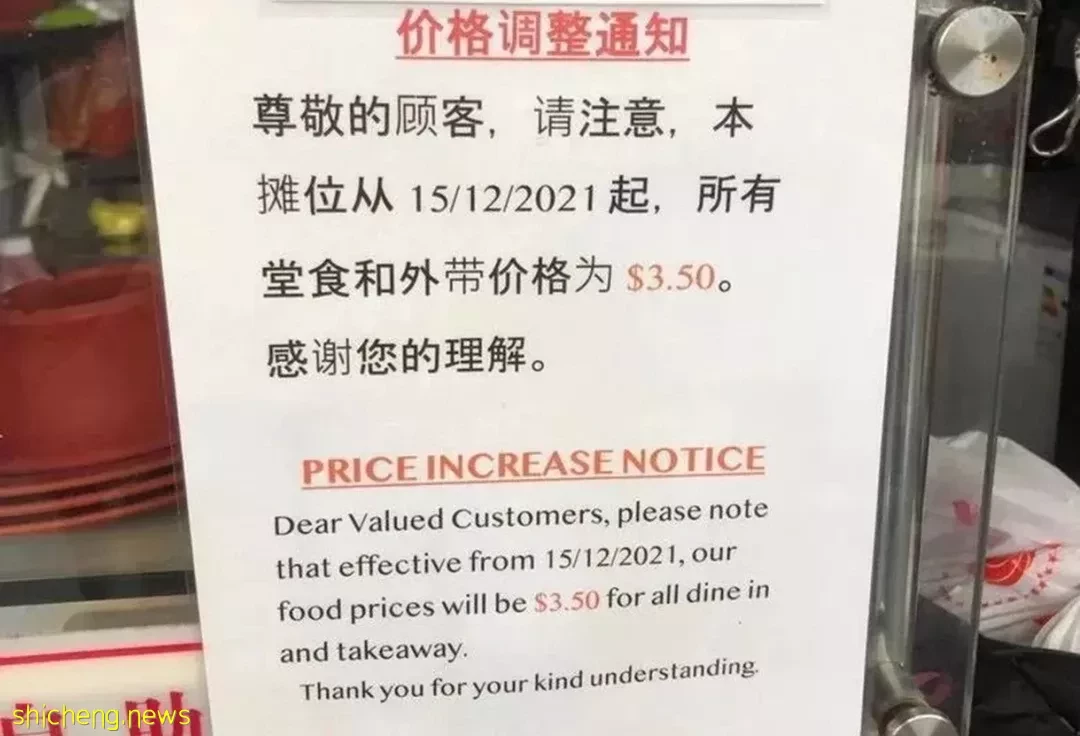 价格调整通知
尊敬的顾客，请注意，本
摊位从 15/12/2021 起，所有
堂食和外带价格为 $3.50。
感谢您的理解。
PRICE INCREASE NOTICE
Dear Valued Customers, please note
that effective from 15/12/2021, our
food prices will be $3.50 for all dine in
and takeaway.
Thank you for your kind understanding.
shicheng.news